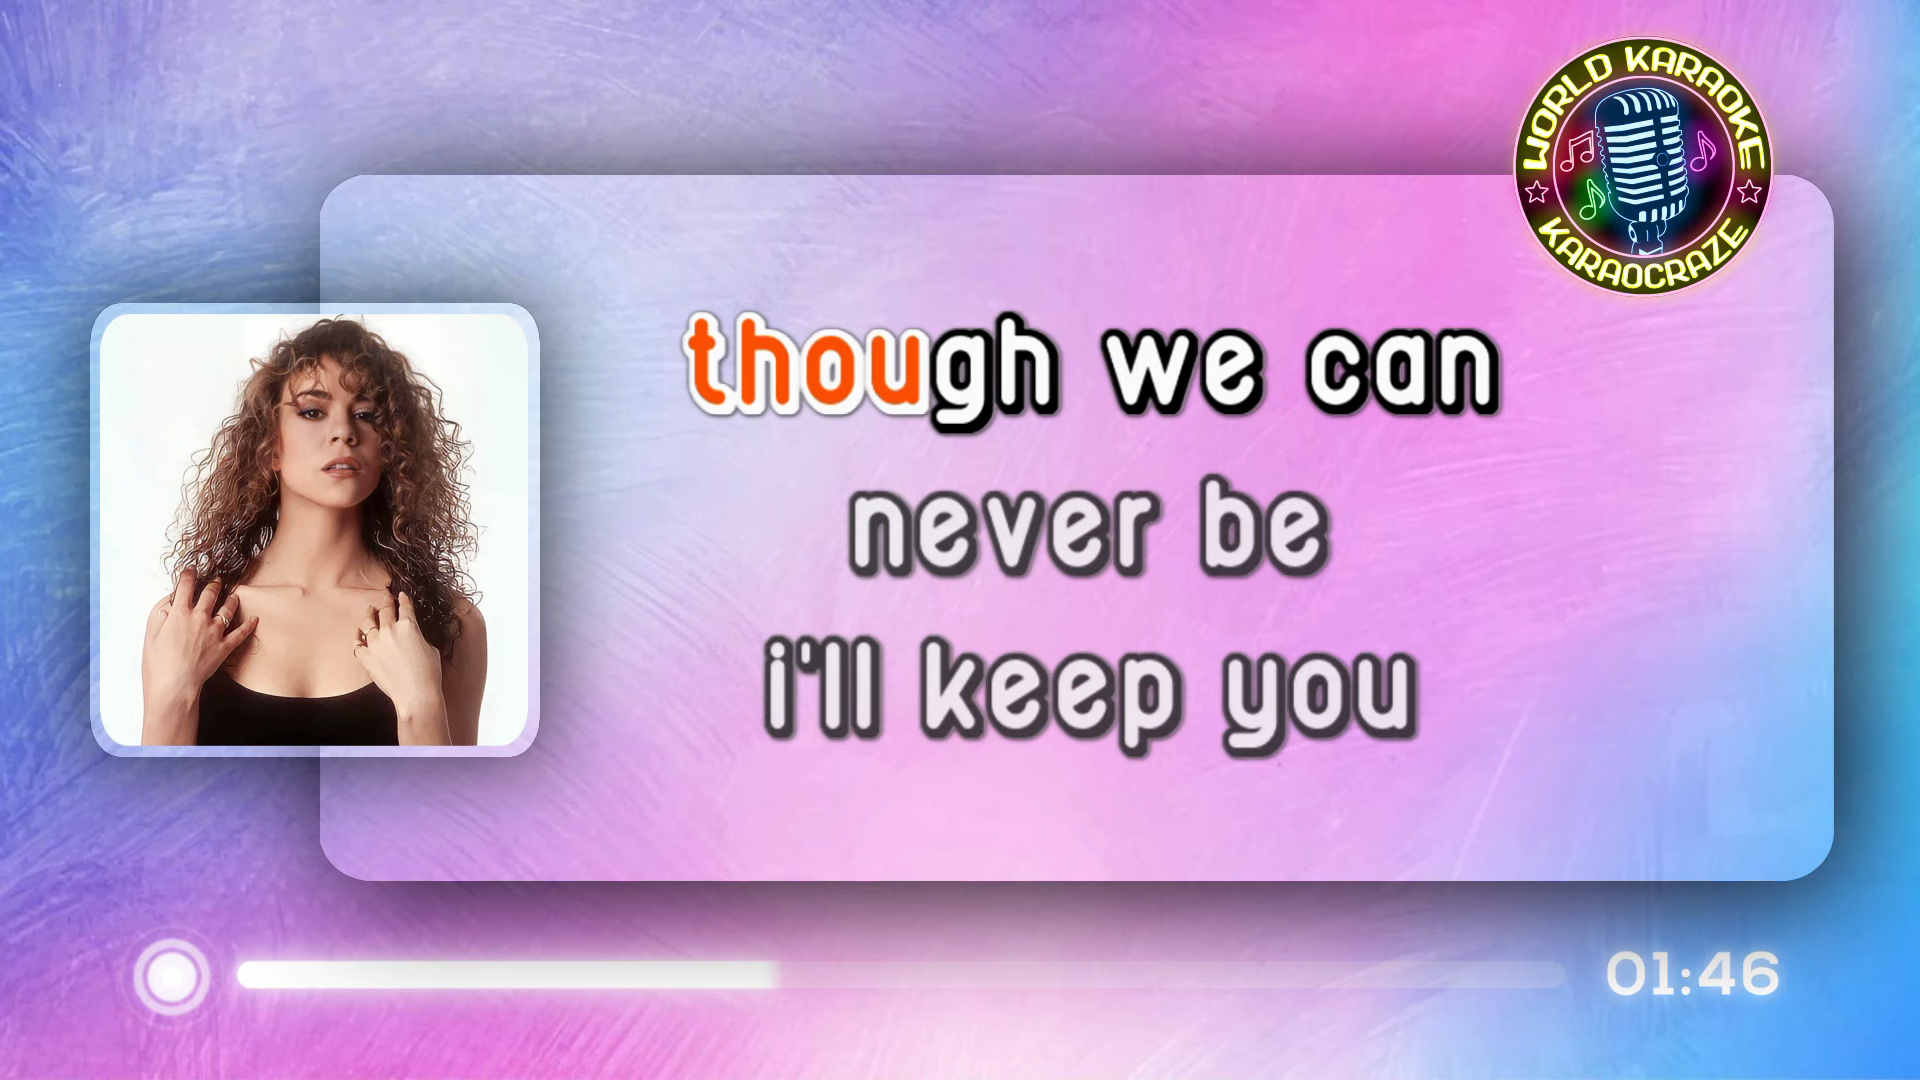 WORLD KARAOKE
KARAOCRAZE
though we can
never be
i'll keep you
01:46